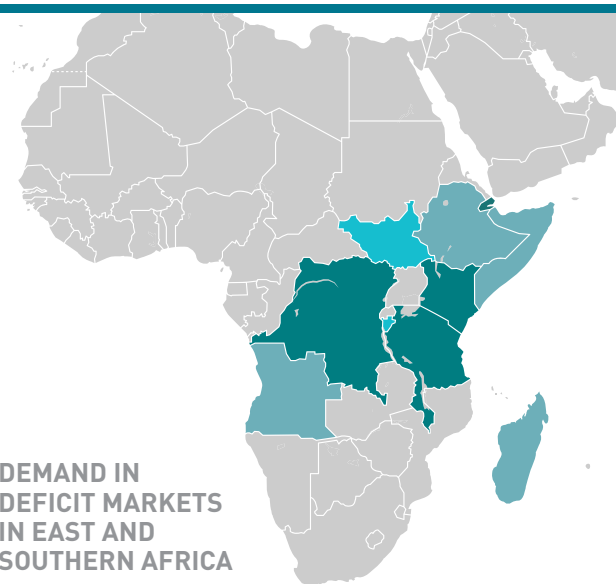 DEMAND IN
DEFICIT MARKETS
IN EAST AND
SOUTHERN AFRICA